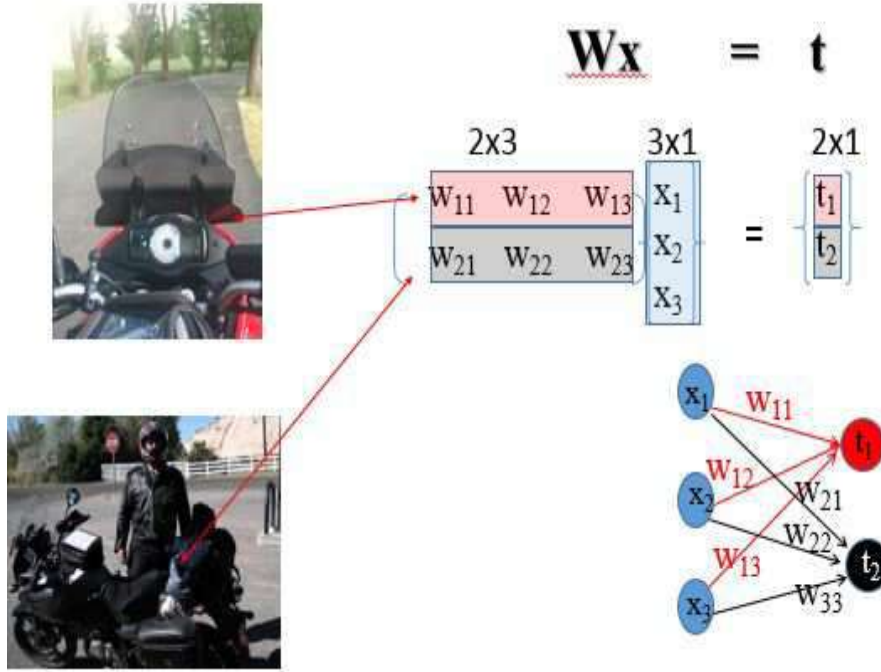 Wx = t
2x3 3x1 2x1
w₁₁ w₁₂ w₁₃ x₁ = t₁
w₂₁ w₂₂ w₂₃ x₂ t₂
x₃
x₁ w₁₁
t₁
w₁₂
x₂ w₂₁
w₂₂
w₁₃ t₂
x₃ w₃₃